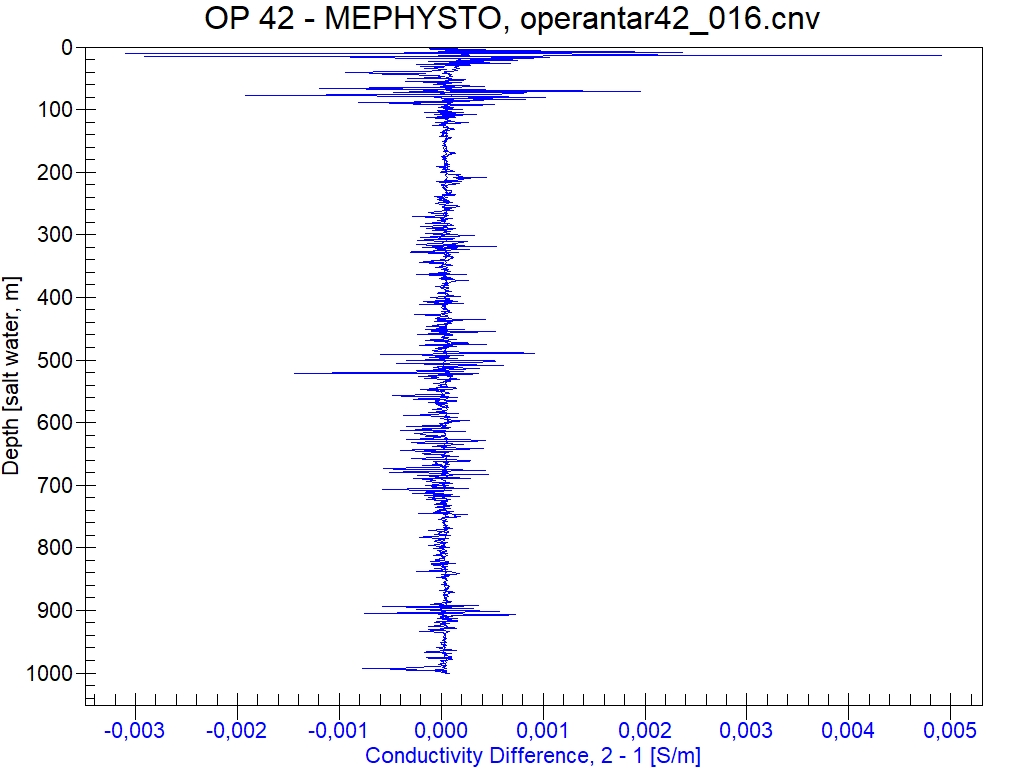 OP 42 - MEPHYSTO, operantar42_016.cnv
0
100
200
300
400
500
600
700
800
900
1000
Depth [salt water, m]
-0,003 -0,002 -0,001 0,000 0,001 0,002 0,003 0,004 0,005
Conductivity Difference, 2 - 1 [S/m]